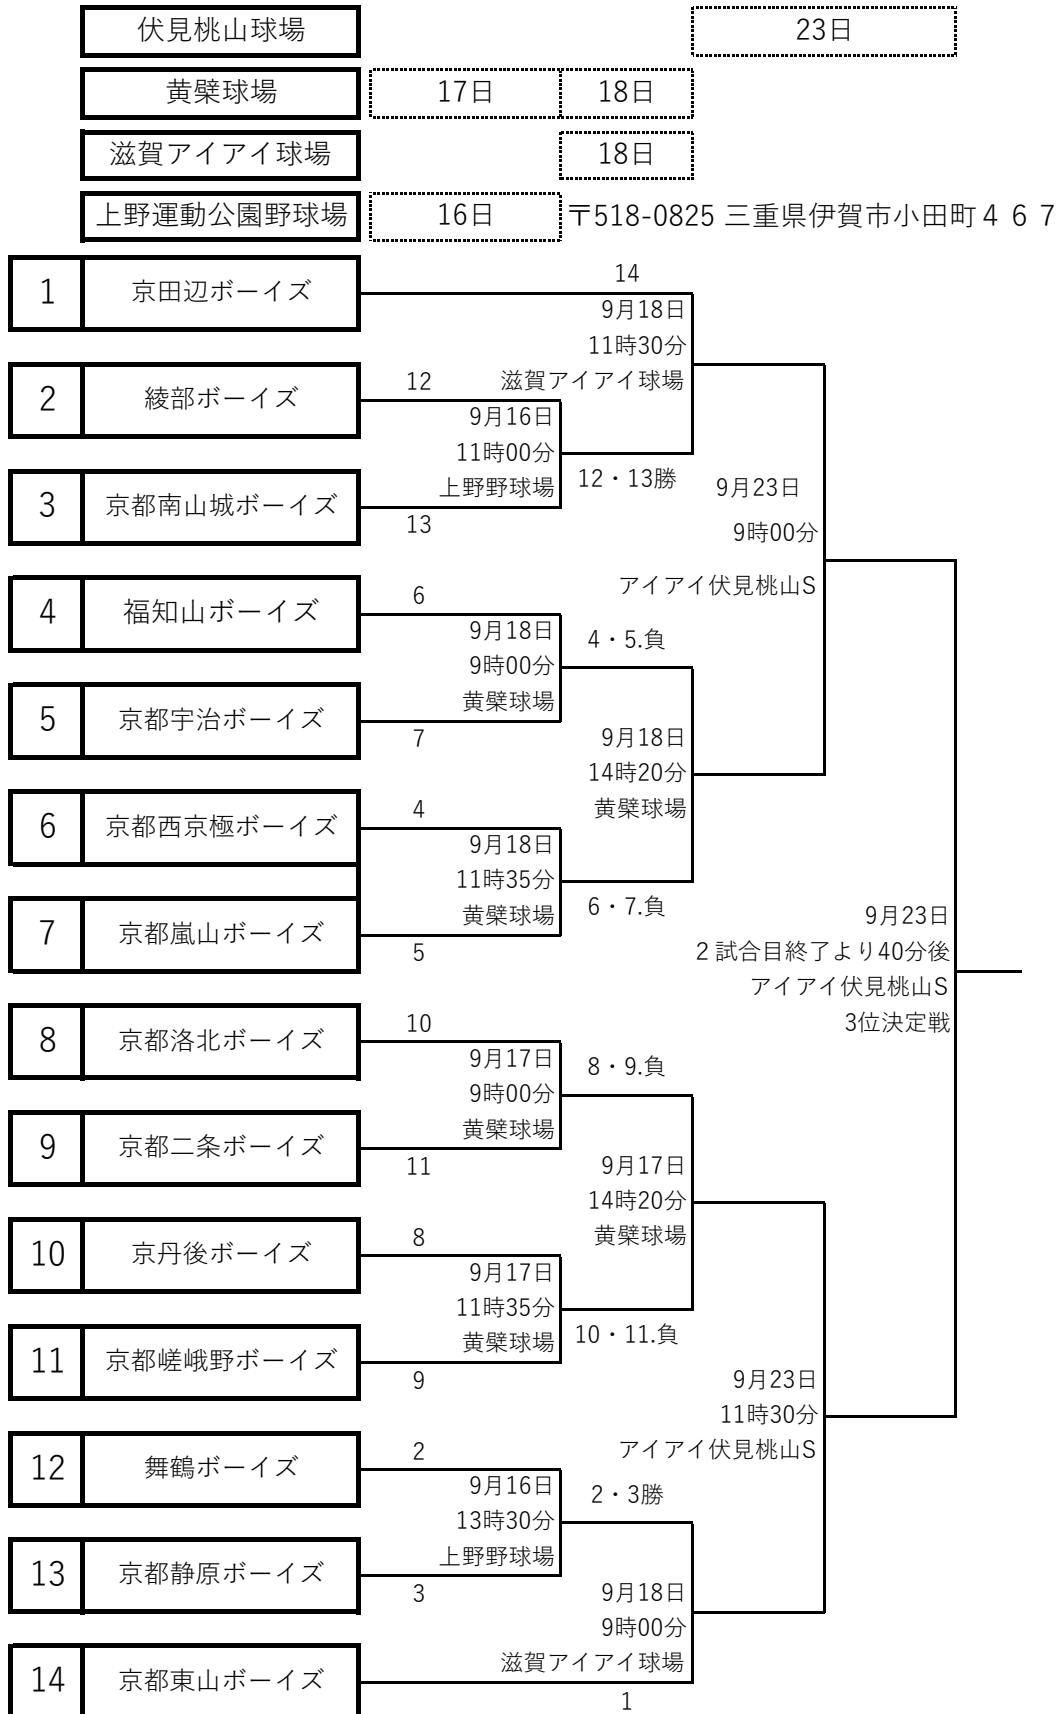 伏見桃山球場 23日
黄檗球場 17日 18日
滋賀アイアイ球場 18日
上野運動公園野球場 16日 〒518-0825 三重県伊賀市小田町４６７
1 京田辺ボーイズ
14
9月18日
11時30分
滋賀アイアイ球場
2 綾部ボーイズ
12
9月16日
11時00分
上野野球場
12・13勝
3 京都南山城ボーイズ
13
9月23日
9時00分
アイアイ伏見桃山S
4 福知山ボーイズ
6
9月18日
9時00分
黄檗球場
4・5.負
5 京都宇治ボーイズ
7
9月18日
14時20分
黄檗球場
6 京都西京極ボーイズ
4
9月18日
11時35分
黄檗球場
6・7.負
7 京都嵐山ボーイズ
5
9月23日
２試合目終了より40分後
アイアイ伏見桃山S
3位決定戦
8 京都洛北ボーイズ
10
9月17日
9時00分
黄檗球場
8・9.負
9 京都二条ボーイズ
11
9月17日
14時20分
黄檗球場
10 京丹後ボーイズ
8
9月17日
11時35分
黄檗球場
10・11.負
11 京都嵯峨野ボーイズ
9
9月23日
11時30分
アイアイ伏見桃山S
12 舞鶴ボーイズ
2
9月16日
13時30分
上野野球場
2・3勝
13 京都静原ボーイズ
3
9月18日
9時00分
滋賀アイアイ球場
14 京都東山ボーイズ
1